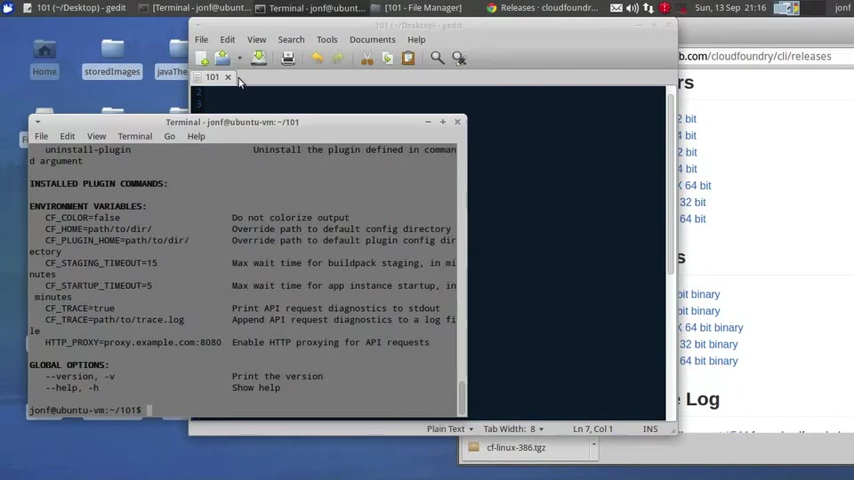 101 (~/Desktop) - gedit
[Terminal - jonf@ubunt...
Terminal - jonf@ubunt...
[101 - File Manager]
Releases · cloudfoundr...
Sun, 13 Sep
21:16
jonf
101 (~/Desktop) - gedit
File Edit View Search Tools Documents Help
101
2
3
Home
storedImages
javaThe
Terminal - jonf@ubuntu-vm: ~/101
File Edit View Terminal Go Help
uninstall-plugin Uninstall the plugin defined in comman
d argument
INSTALLED PLUGIN COMMANDS:
ENVIRONMENT VARIABLES:
CF_COLOR=false Do not colorize output
CF_HOME=path/to/dir/ Override path to default config directory
CF_PLUGIN_HOME=path/to/dir/ Override path to default plugin config dir
ectory
CF_STAGING_TIMEOUT=15 Max wait time for buildpack staging, in mi
nutes
CF_STARTUP_TIMEOUT=5 Max wait time for app instance startup, in
minutes
CF_TRACE=true Print API request diagnostics to stdout
CF_TRACE=path/to/trace.log Append API request diagnostics to a log fi
le
HTTP_PROXY=proxy.example.com:8080 Enable HTTP proxying for API requests
GLOBAL OPTIONS:
--version, -v Print the version
--help, -h Show help
jonf@ubuntu-vm:~/101$
Plain Text Tab Width: 8 Ln 7, Col 1 INS
b.com/cloudfoundry/cli/releases
rs
2 bit
4 bit
2 bit
4 bit
X 64 bit
32 bit
64 bit
s
bit binary
bit binary
X 64 bit binary
32 bit binary
64 bit binary
e Log
cf-linux-386.tgz